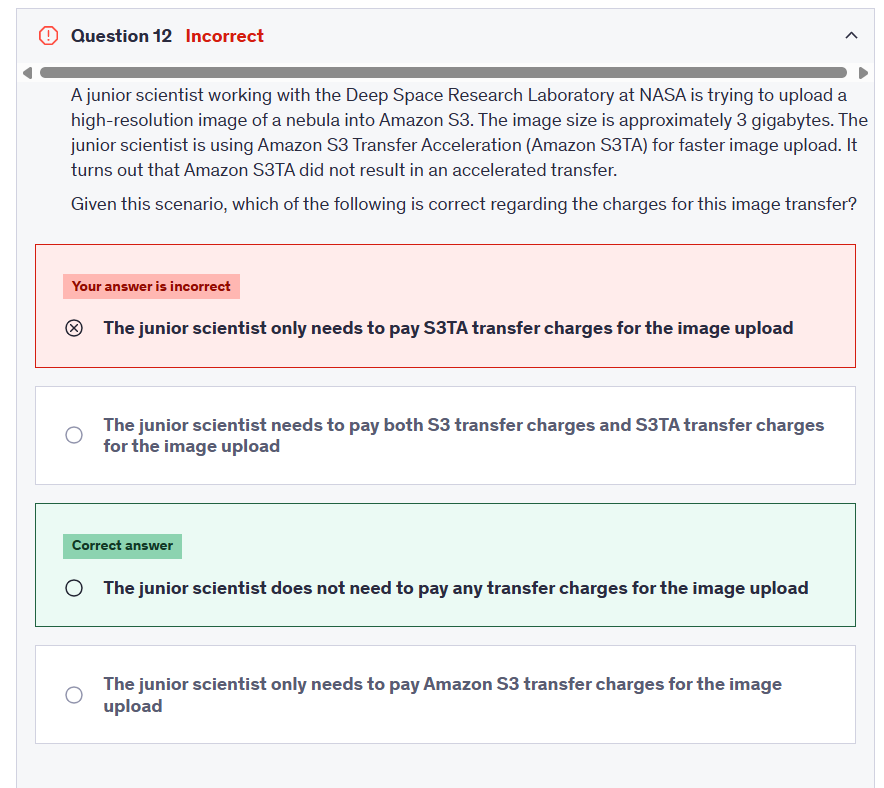 Question 12 Incorrect
A junior scientist working with the Deep Space Research Laboratory at NASA is trying to upload a
high-resolution image of a nebula into Amazon S3. The image size is approximately 3 gigabytes. The
junior scientist is using Amazon S3 Transfer Acceleration (Amazon S3TA) for faster image upload. It
turns out that Amazon S3TA did not result in an accelerated transfer.
Given this scenario, which of the following is correct regarding the charges for this image transfer?
Your answer is incorrect
The junior scientist only needs to pay S3TA transfer charges for the image upload
The junior scientist needs to pay both S3 transfer charges and S3TA transfer charges
for the image upload
Correct answer
The junior scientist does not need to pay any transfer charges for the image upload
The junior scientist only needs to pay Amazon S3 transfer charges for the image
upload